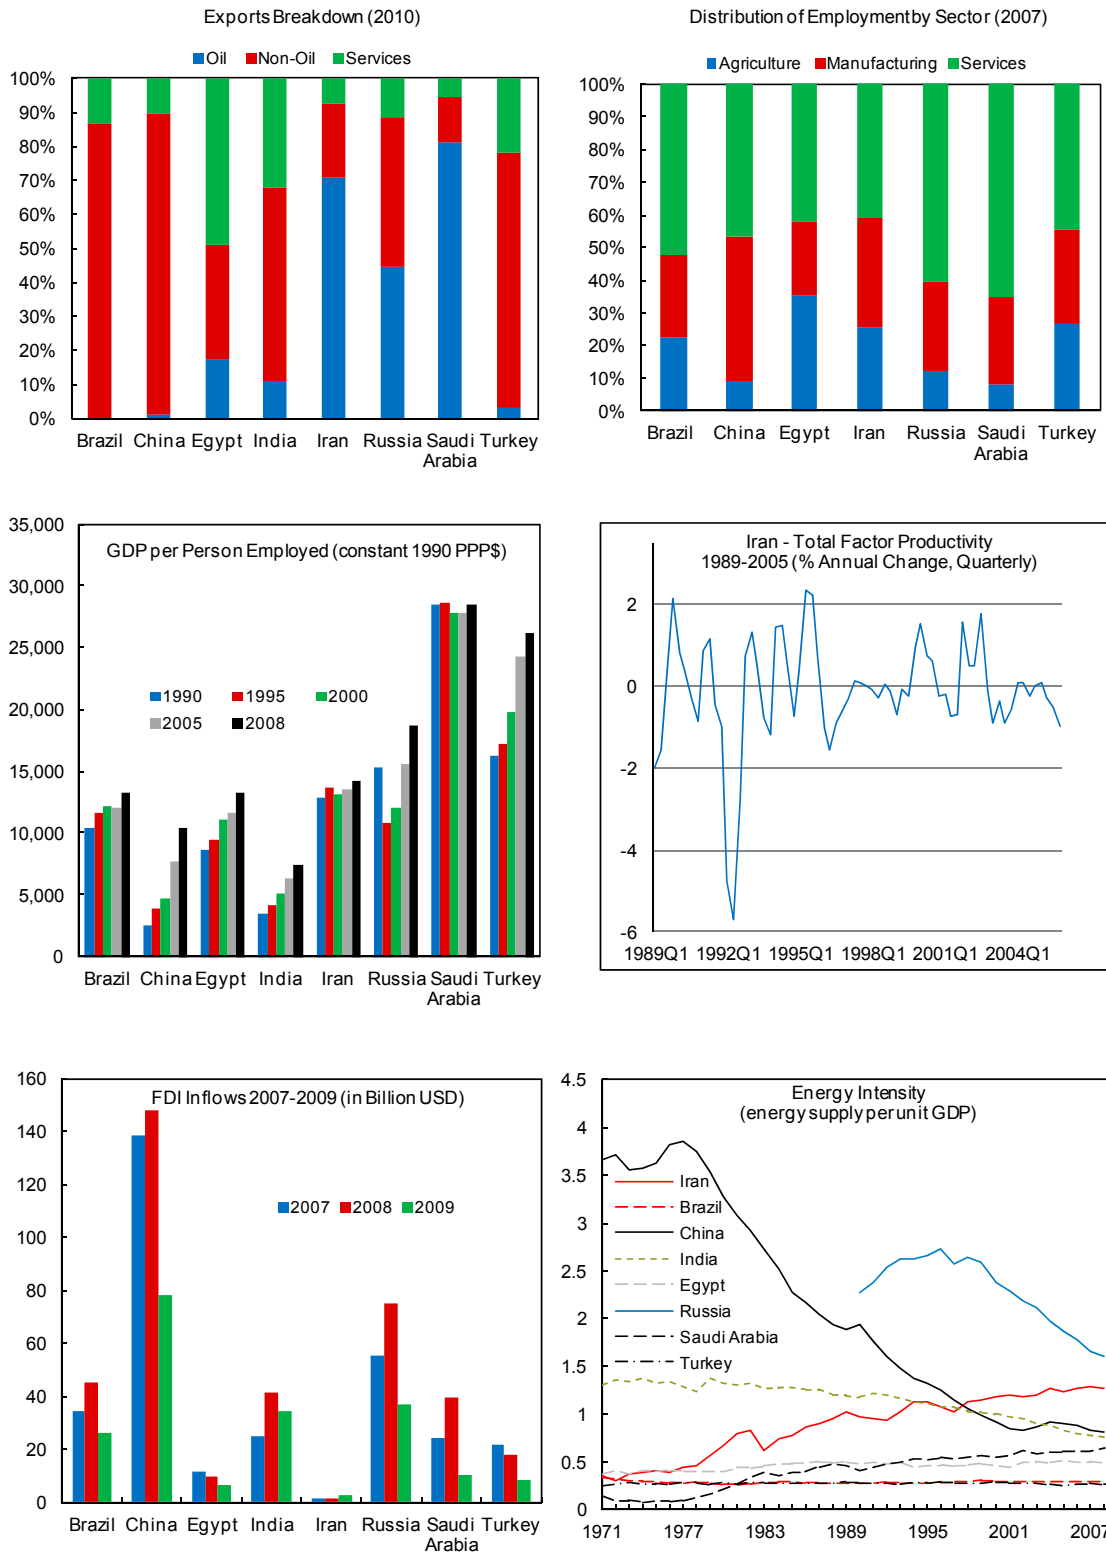 Exports Breakdown (2010)
Oil Non-Oil Services
100%
90%
80%
70%
60%
50%
40%
30%
20%
10%
0%
Brazil China Egypt India Iran Russia Saudi Arabia Turkey
Distribution of Employment by Sector (2007)
Agriculture Manufacturing Services
100%
90%
80%
70%
60%
50%
40%
30%
20%
10%
0%
Brazil China Egypt Iran Russia Saudi Arabia Turkey
GDP per Person Employed (constant 1990 PPP$)
35,000
30,000
25,000
20,000
15,000
10,000
5,000
0
1990 1995 2000
2005 2008
Brazil China Egypt India Iran Russia Saudi Arabia Turkey
Iran - Total Factor Productivity
1989-2005 (% Annual Change, Quarterly)
2
0
-2
-4
-6
1989Q1 1992Q1 1995Q1 1998Q1 2001Q1 2004Q1
FDI Inflows 2007-2009 (in Billion USD)
160
140
120
100
80
60
40
20
0
2007 2008 2009
Brazil China Egypt India Iran Russia Saudi Arabia Turkey
Energy Intensity
(energy supply per unit GDP)
4.5
4
3.5
3
2.5
2
1.5
1
0.5
0
Iran
Brazil
China
India
Egypt
Russia
Saudi Arabia
Turkey
1971 1977 1983 1989 1995 2001 2007